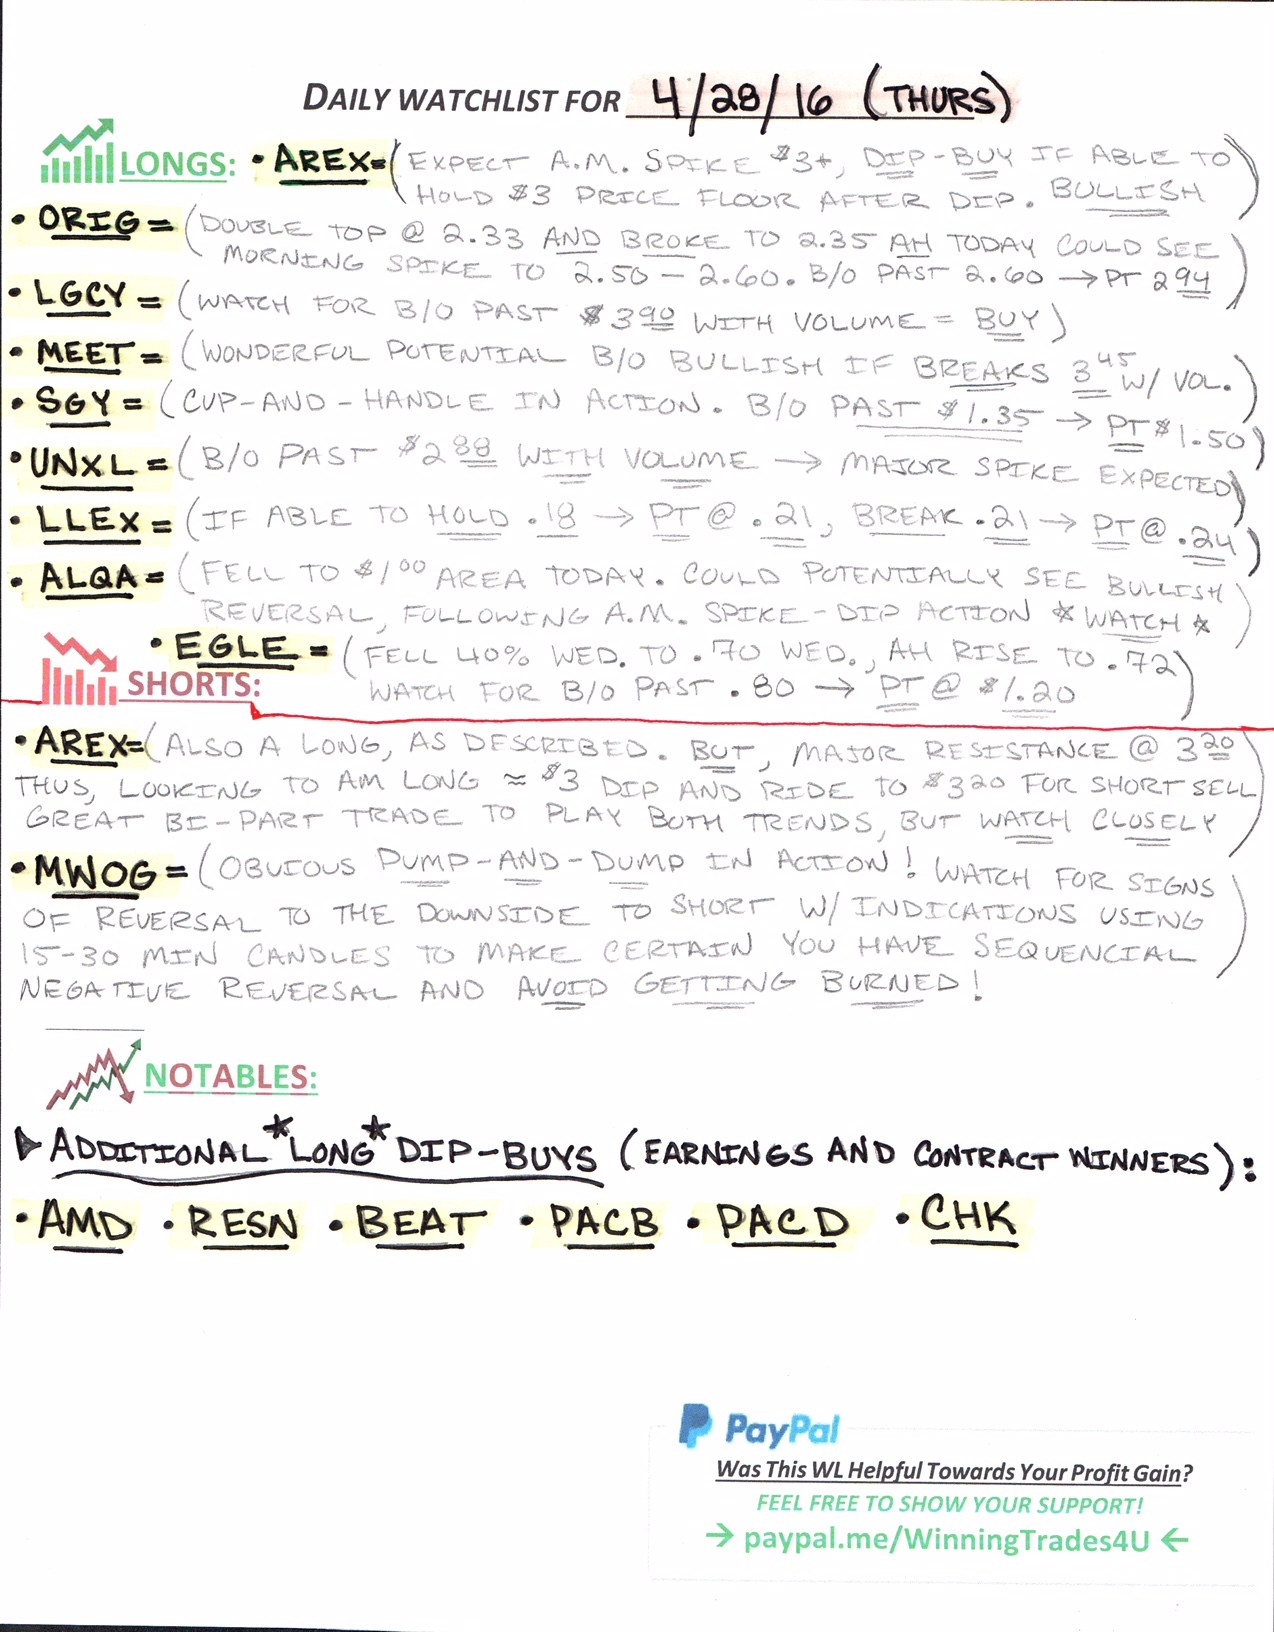 DAILY WATCHLIST FOR 4/28/16 (THURS)
LONGS: • AREX= (EXPECT A.M. SPIKE $3+, DIP-BUY IF ABLE TO
HOLD $3 PRICE FLOOR AFTER DIP. BULLISH)
• ORIG = (DOUBLE TOP @ 2.33 AND BROKE TO 2.35 AH TODAY COULD SEE
MORNING SPIKE TO 2.50 – 2.60. B/O PAST 2.60 → PT 2 94)
• LGCY = (WATCH FOR B/O PAST $3 90 WITH VOLUME = BUY)
• MEET = (WONDERFUL POTENTIAL B/O BULLISH IF BREAKS 3 45 W/ VOL.)
• SGY = (CUP-AND-HANDLE IN ACTION. B/O PAST $1.35 → PT $1.50)
• UNXL = (B/O PAST $2 88 WITH VOLUME → MAJOR SPIKE EXPECTED)
• LLEX = (IF ABLE TO HOLD .18 → PT @ .21, BREAK .21 → PT @ .24)
• ALQA = (FELL TO $1 00 AREA TODAY. COULD POTENTIALLY SEE BULLISH
REVERSAL, FOLLOWING A.M. SPIKE-DIP ACTION * WATCH *)
• EGLE = (FELL 40% WED. TO .70 WED., AH RISE TO .72
WATCH FOR B/O PAST .80 → PT @ $1.20)
SHORTS:
• AREX= (ALSO A LONG, AS DESCRIBED. BUT, MAJOR RESISTANCE @ 3 20
THUS, LOOKING TO AM LONG ≈ $3 DIP AND RIDE TO $3 20 FOR SHORT SELL
GREAT BI-PART TRADE TO PLAY BOTH TRENDS, BUT WATCH CLOSELY)
• MWOG = (OBVIOUS PUMP-AND-DUMP IN ACTION! WATCH FOR SIGNS
OF REVERSAL TO THE DOWNSIDE TO SHORT W/ INDICATIONS USING
15-30 MIN CANDLES TO MAKE CERTAIN YOU HAVE SEQUENCIAL
NEGATIVE REVERSAL AND AVOID GETTING BURNED!)
NOTABLES:
ADDITIONAL *LONG* DIP-BUYS (EARNINGS AND CONTRACT WINNERS):
• AMD • RESN • BEAT • PACB • PACD • CHK
PayPal
Was This WL Helpful Towards Your Profit Gain?
FEEL FREE TO SHOW YOUR SUPPORT!
→ paypal.me/WinningTrades4U ←